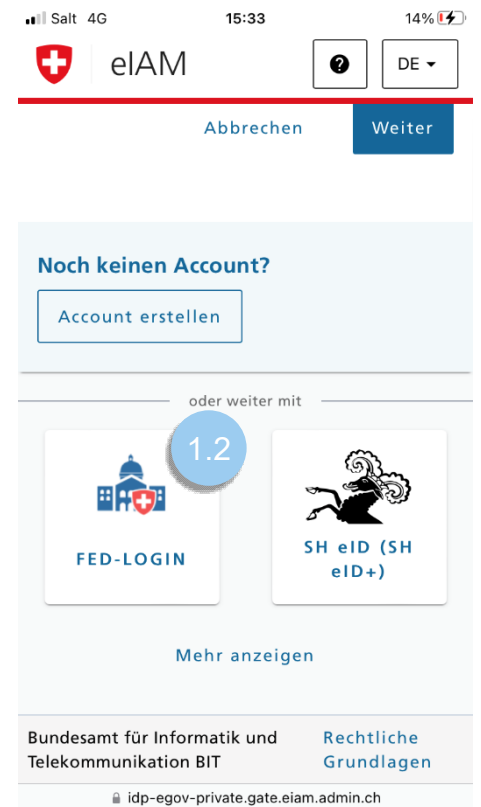 Salt 4G 15:33 14%
eIAM ? DE
Abbrechen Weiter
Noch keinen Account?
Account erstellen
oder weiter mit
1.2
FED-LOGIN SH eID (SH
eID+)
Mehr anzeigen
Bundesamt für Informatik und Rechtliche
Telekommunikation BIT Grundlagen
idp-egov-private.gate.eiam.admin.ch